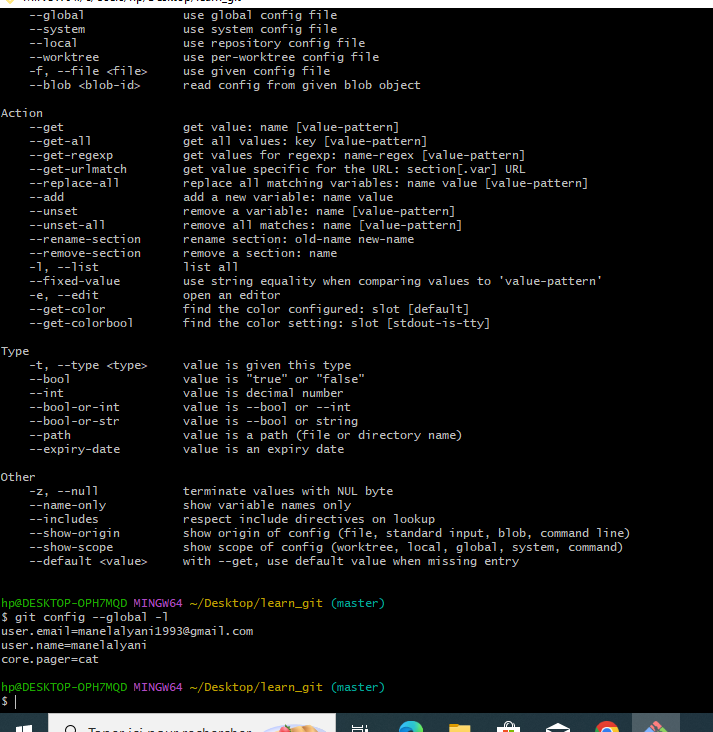 --global use global config file
--system use system config file
--local use repository config file
--worktree use per-worktree config file
-f, --file <file> use given config file
--blob <blob-id> read config from given blob object
Action
--get get value: name [value-pattern]
--get-all get all values: key [value-pattern]
--get-regexp get values for regexp: name-regex [value-pattern]
--get-urlmatch get value specific for the URL: section[.var] URL
--replace-all replace all matching variables: name value [value-pattern]
--add add a new variable: name value
--unset remove a variable: name [value-pattern]
--unset-all remove all matches: name [value-pattern]
--rename-section rename section: old-name new-name
--remove-section remove a section: name
-l, --list list all
--fixed-value use string equality when comparing values to 'value-pattern'
-e, --edit open an editor
--get-color find the color configured: slot [default]
--get-colorbool find the color setting: slot [stdout-is-tty]
Type
-t, --type <type> value is given this type
--bool value is "true" or "false"
--int value is decimal number
--bool-or-int value is --bool or --int
--bool-or-str value is --bool or string
--path value is a path (file or directory name)
--expiry-date value is an expiry date
Other
-z, --null terminate values with NUL byte
--name-only show variable names only
--includes respect include directives on lookup
--show-origin show origin of config (file, standard input, blob, command line)
--show-scope show scope of config (worktree, local, global, system, command)
--default <value> with --get, use default value when missing entry
hp@DESKTOP-OPH7MQD MINGW64 ~/Desktop/learn_git (master)
$ git config --global -l
user.email=manelalyani1993@gmail.com
user.name=manelalyani
core.pager=cat
hp@DESKTOP-OPH7MQD MINGW64 ~/Desktop/learn_git (master)
$
Taper ici pour rechercher